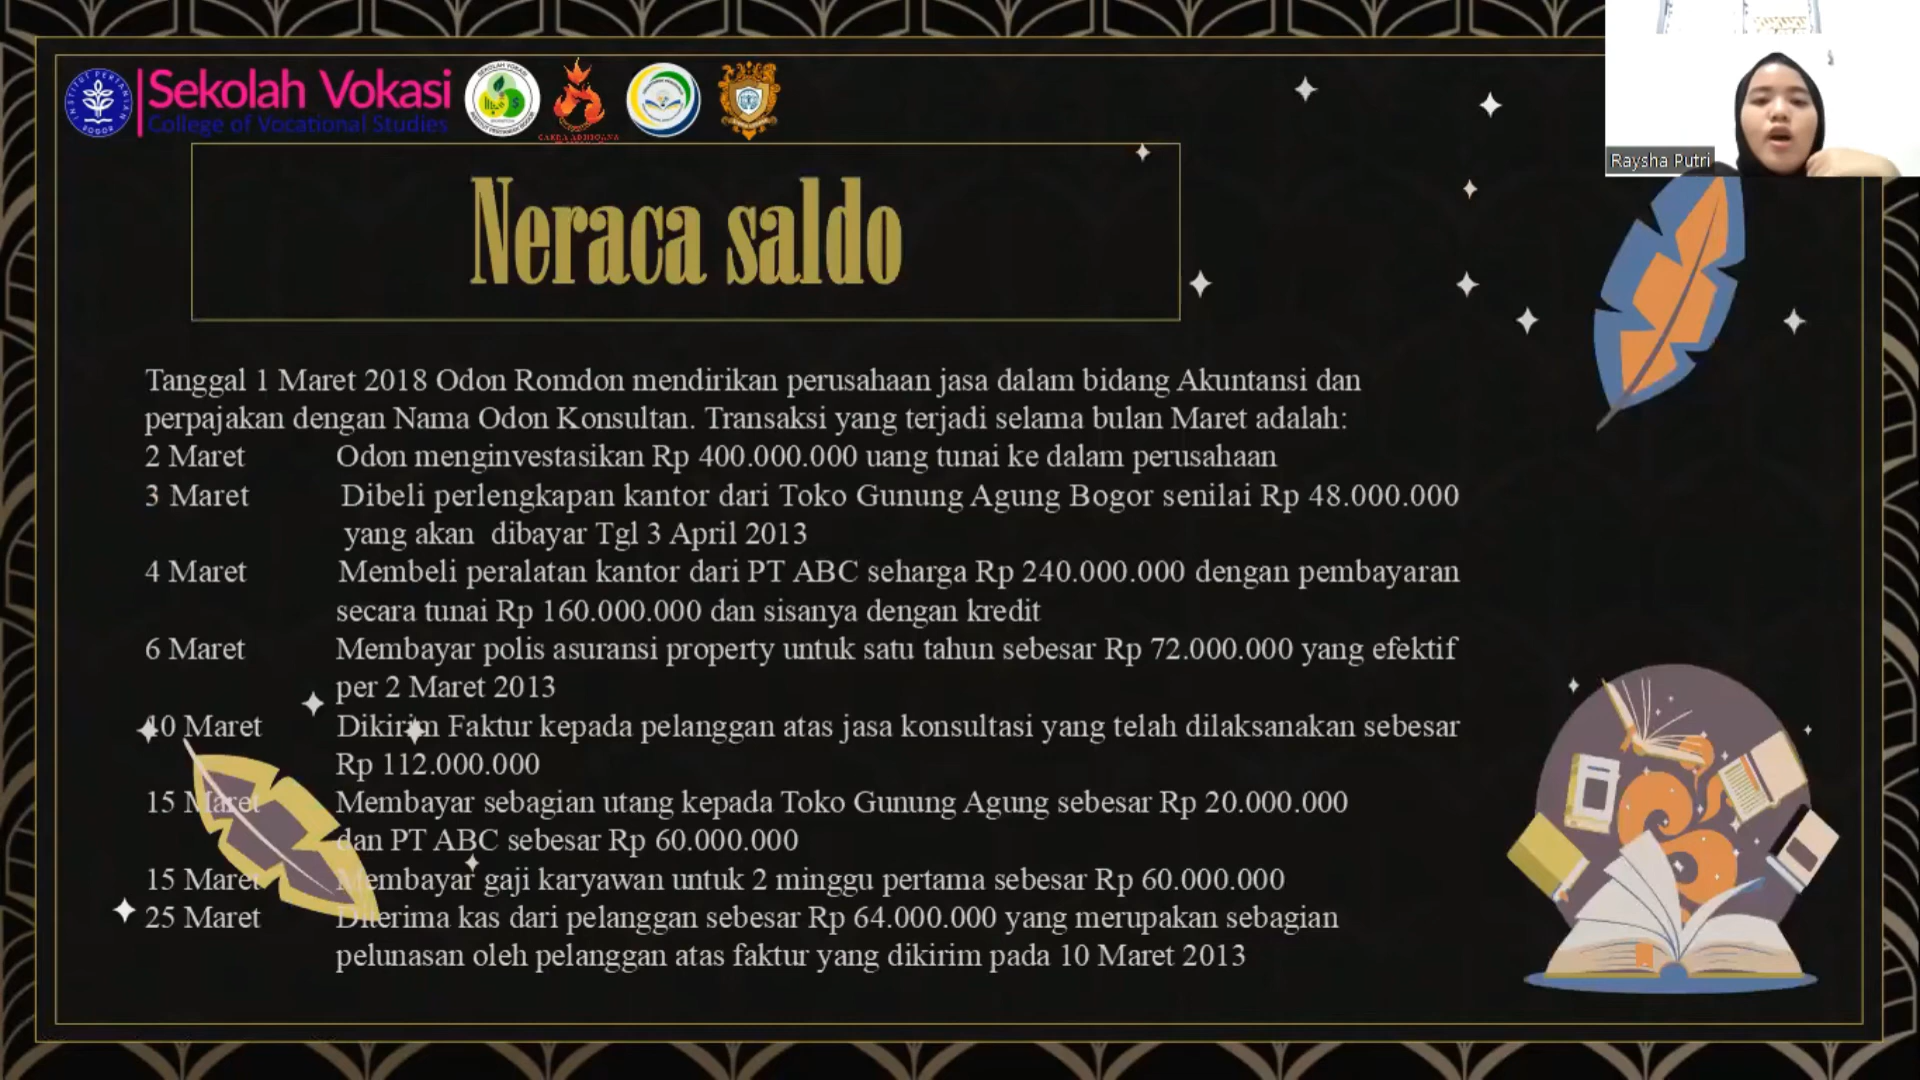 Sekolah Vokasi
College of Vocational Studies
INSTITUT PERTANIAN BOGOR
SEKOLAH VOKASI
CAKRA ADHIGANA
Raysha Putri
Neraca saldo
Tanggal 1 Maret 2018 Odon Romdon mendirikan perusahaan jasa dalam bidang Akuntansi dan
perpajakan dengan Nama Odon Konsultan. Transaksi yang terjadi selama bulan Maret adalah:
2 Maret Odon menginvestasikan Rp 400.000.000 uang tunai ke dalam perusahaan
3 Maret Dibeli perlengkapan kantor dari Toko Gunung Agung Bogor senilai Rp 48.000.000
yang akan dibayar Tgl 3 April 2013
4 Maret Membeli peralatan kantor dari PT ABC seharga Rp 240.000.000 dengan pembayaran
secara tunai Rp 160.000.000 dan sisanya dengan kredit
6 Maret Membayar polis asuransi property untuk satu tahun sebesar Rp 72.000.000 yang efektif
per 2 Maret 2013
10 Maret Dikirim Faktur kepada pelanggan atas jasa konsultasi yang telah dilaksanakan sebesar
Rp 112.000.000
15 Maret Membayar sebagian utang kepada Toko Gunung Agung sebesar Rp 20.000.000
dan PT ABC sebesar Rp 60.000.000
15 Maret Membayar gaji karyawan untuk 2 minggu pertama sebesar Rp 60.000.000
25 Maret Diterima kas dari pelanggan sebesar Rp 64.000.000 yang merupakan sebagian
pelunasan oleh pelanggan atas faktur yang dikirim pada 10 Maret 2013